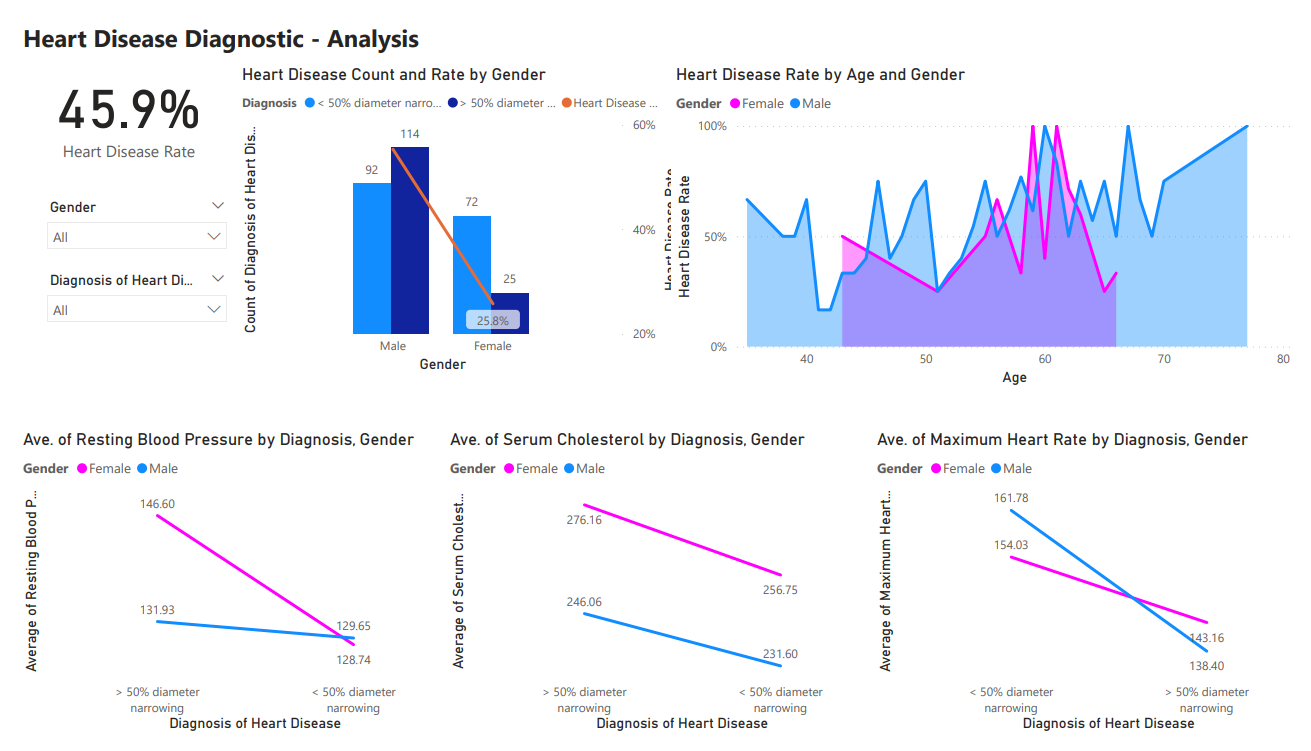 Heart Disease Diagnostic - Analysis
45.9%
Heart Disease Rate
Gender
All
Diagnosis of Heart Di...
All
Heart Disease Count and Rate by Gender
Diagnosis < 50% diameter narro... > 50% diameter ... Heart Disease ...
Count of Diagnosis of Heart Dis...
92
114
72
25
25.8%
60%
40%
20%
Male Female
Gender
Heart Disease Rate
Heart Disease Rate by Age and Gender
Gender Female Male
Heart Disease Rate
100%
50%
0%
40 50 60 70 80
Age
Ave. of Resting Blood Pressure by Diagnosis, Gender
Gender Female Male
Average of Resting Blood P...
146.60
131.93
129.65
128.74
> 50% diameter < 50% diameter
narrowing narrowing
Diagnosis of Heart Disease
Ave. of Serum Cholesterol by Diagnosis, Gender
Gender Female Male
Average of Serum Cholest...
276.16
256.75
246.06
231.60
> 50% diameter < 50% diameter
narrowing narrowing
Diagnosis of Heart Disease
Ave. of Maximum Heart Rate by Diagnosis, Gender
Gender Female Male
Average of Maximum Heart...
161.78
154.03
143.16
138.40
< 50% diameter > 50% diameter
narrowing narrowing
Diagnosis of Heart Disease